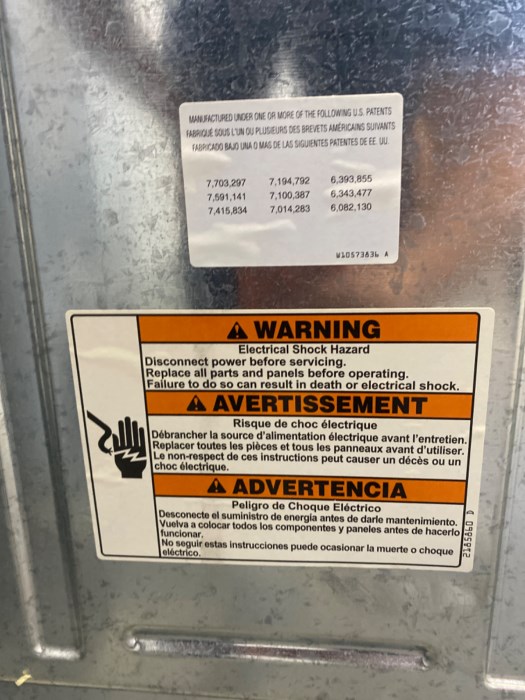 MANUFACTURED UNDER ONE OR MORE OF THE FOLLOWING U.S. PATENTS
FABRIQUÉ SOUS L'UN OU PLUSIEURS DES BREVETS AMÉRICAINS SUIVANTS
FABRICADO BAJO UNA O MAS DE LAS SIGUIENTES PATENTES DE EE. UU.
7,703,297 7,194,792 6,393,855
7,591,141 7,100,387 6,343,477
7,415,834 7,014,283 6,082,130
W10573636 A
WARNING
Electrical Shock Hazard
Disconnect power before servicing.
Replace all parts and panels before operating.
Failure to do so can result in death or electrical shock.
AVERTISSEMENT
Risque de choc électrique
Débrancher la source d'alimentation électrique avant l'entretien.
Replacer toutes les pièces et tous les panneaux avant d'utiliser.
Le non-respect de ces instructions peut causer un décès ou un
choc électrique.
ADVERTENCIA
Peligro de Choque Eléctrico
Desconecte el suministro de energía antes de darle mantenimiento.
Vuelva a colocar todos los componentes y paneles antes de hacerlo
funcionar.
No seguir estas instrucciones puede ocasionar la muerte o choque
eléctrico.
2185860 D